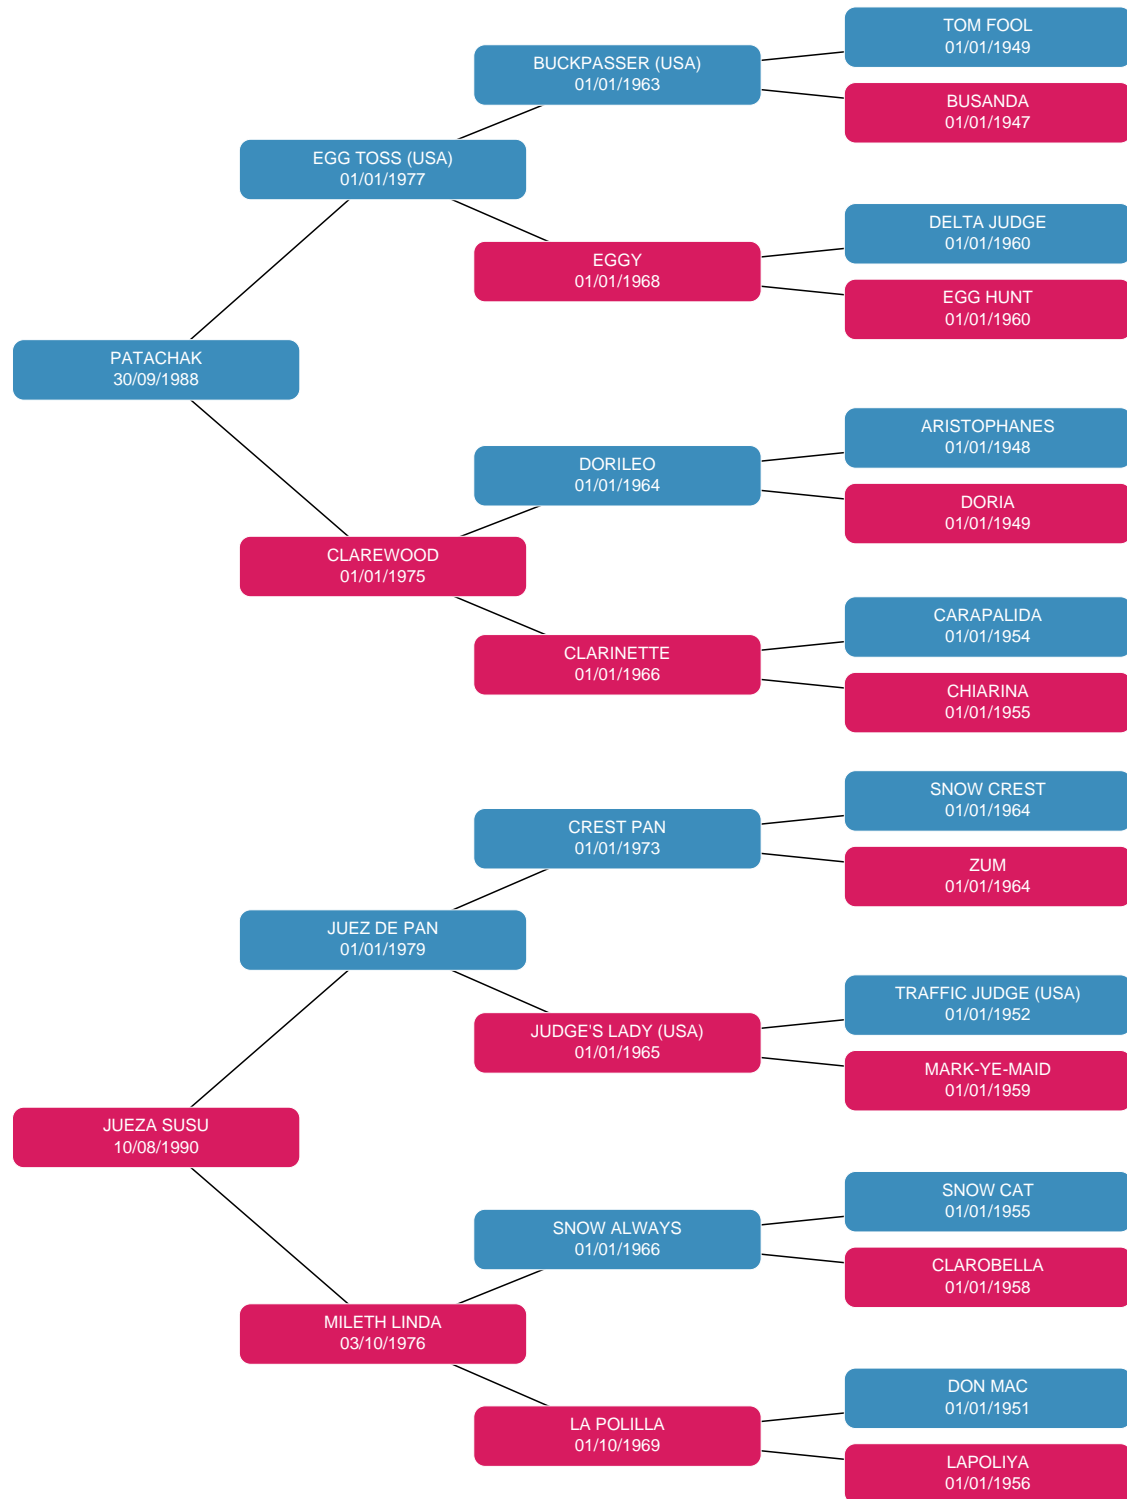 TOM FOOL
01/01/1949
BUCKPASSER (USA)
01/01/1963
BUSANDA
01/01/1947
EGG TOSS (USA)
01/01/1977
DELTA JUDGE
01/01/1960
EGGY
01/01/1968
EGG HUNT
01/01/1960
PATACHAK
30/09/1988
ARISTOPHANES
01/01/1948
DORILEO
01/01/1964
DORIA
01/01/1949
CLAREWOOD
01/01/1975
CARAPALIDA
01/01/1954
CLARINETTE
01/01/1966
CHIARINA
01/01/1955
SNOW CREST
01/01/1964
CREST PAN
01/01/1973
ZUM
01/01/1964
JUEZ DE PAN
01/01/1979
TRAFFIC JUDGE (USA)
01/01/1952
JUDGE'S LADY (USA)
01/01/1965
MARK-YE-MAID
01/01/1959
JUEZA SUSU
10/08/1990
SNOW CAT
01/01/1955
SNOW ALWAYS
01/01/1966
CLAROBELLA
01/01/1958
MILETH LINDA
03/10/1976
DON MAC
01/01/1951
LA POLILLA
01/10/1969
LAPOLIYA
01/01/1956